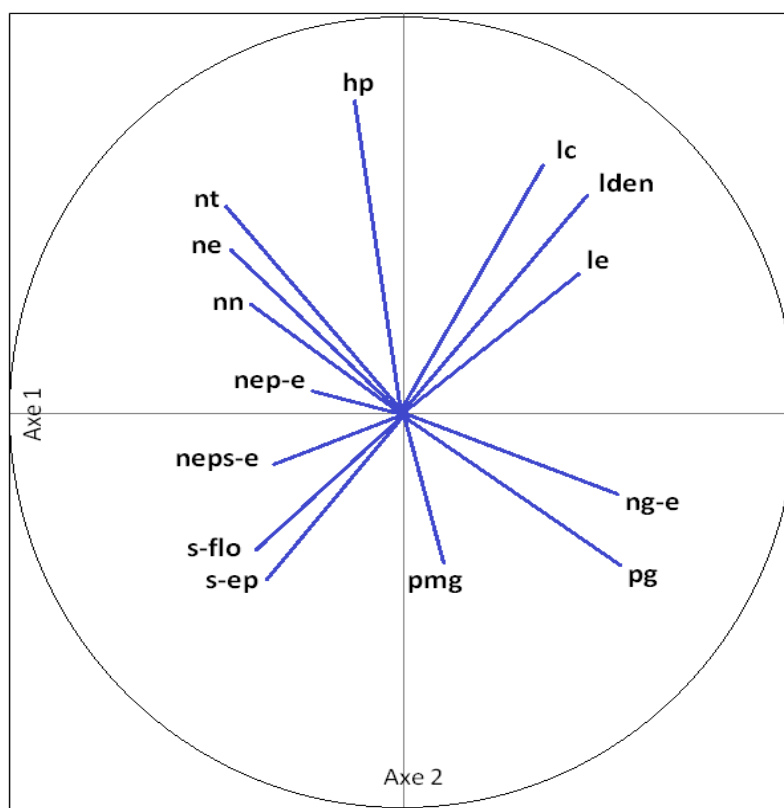 hp
lc
lden
nt
ne
le
nn
nep-e
Axe 1
neps-e
ng-e
s-flo
pmg
pg
s-ep
Axe 2